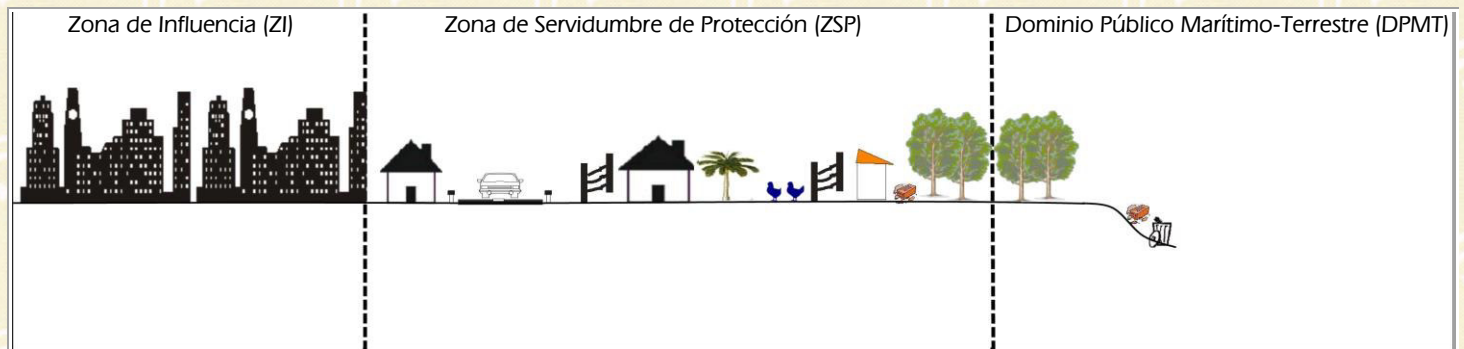 Zona de Influencia (ZI)
Zona de Servidumbre de Protección (ZSP)
Dominio Público Marítimo-Terrestre (DPMT)